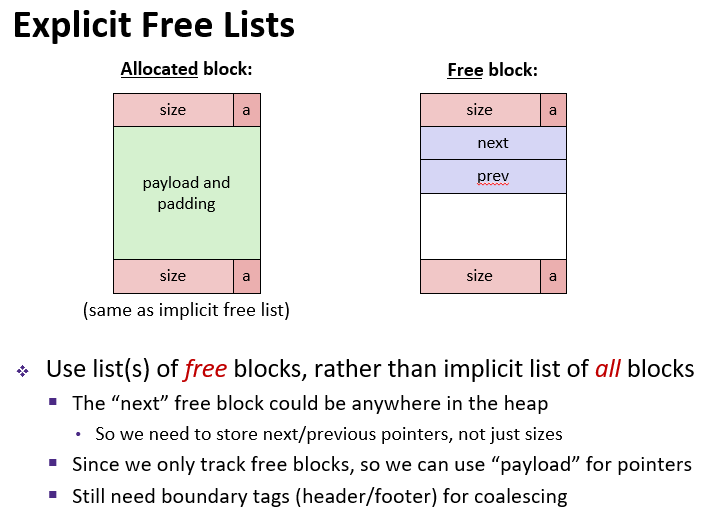 Explicit Free Lists
Allocated block:
Free block:
size a
payload and
padding
size a
(same as implicit free list)
size a
next
prev
size a
Use list(s) of free blocks, rather than implicit list of all blocks
The “next” free block could be anywhere in the heap
So we need to store next/previous pointers, not just sizes
Since we only track free blocks, so we can use “payload” for pointers
Still need boundary tags (header/footer) for coalescing